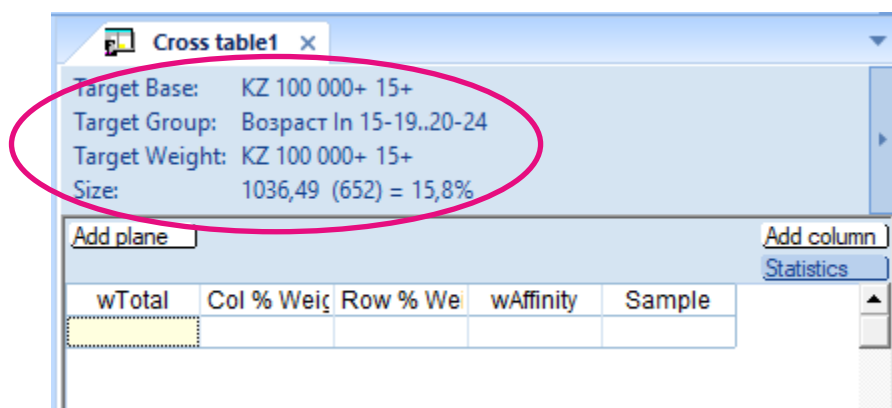 Cross table1 ×
Target Base: KZ 100 000+ 15+
Target Group: Возраст In 15-19..20-24
Target Weight: KZ 100 000+ 15+
Size: 1036,49 (652) = 15,8%
Add plane Add column
Statistics
wTotal Col % Weig Row % We wAffinity Sample